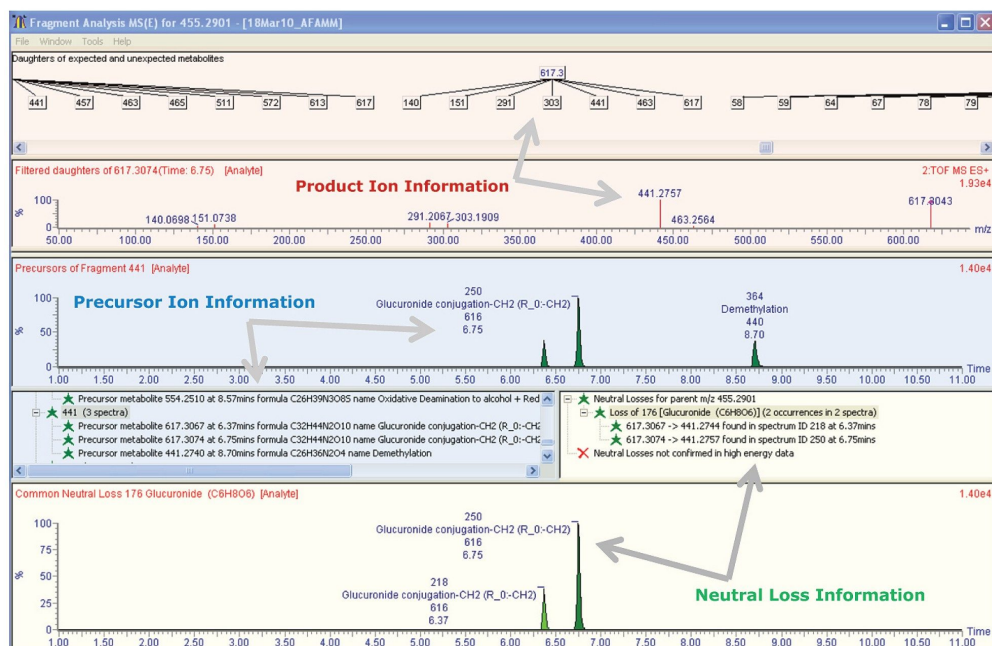 Fragment Analysis MS(E) for 455.2901 - [18Mar10_AFAMM]
File Window Tools Help
Daughters of expected and unexpected metabolites
617.3
441 457 463 465 511 572 613 617 140 151 291 303 441 463 617 58 59 64 67 78 79
Filtered daughters of 617.3074(Time: 6.75) [Analyte]
2:TOF MS ES+
1.93e4
Product Ion Information
100
%
0
140.0698 151.0738 291.2067 303.1909 441.2757 463.2564 617.3043
m/z
50.00 100.00 150.00 200.00 250.00 300.00 350.00 400.00 450.00 500.00 550.00 600.00
Precursors of Fragment 441 [Analyte]
1.40e4
Precursor Ion Information
100
50
0
%
250
Glucuronide conjugation-CH2 (R_0:-CH2)
616
6.75
364
Demethylation
440
8.70
Time
1.00 1.50 2.00 2.50 3.00 3.50 4.00 4.50 5.00 5.50 6.00 6.50 7.00 7.50 8.00 8.50 9.00 9.50 10.00 10.50 11.00
Precursor metabolite 554.2510 at 8.57mins formula C26H39N3O8S name Oxidative Deamination to alcohol + Red
441 (3 spectra)
Precursor metabolite 617.3067 at 6.37mins formula C32H44N2O10 name Glucuronide conjugation-CH2 (R_0:-CH2
Precursor metabolite 617.3074 at 6.75mins formula C32H44N2O10 name Glucuronide conjugation-CH2 (R_0:-CH2
Precursor metabolite 441.2740 at 8.70mins formula C26H36N2O4 name Demethylation
Neutral Losses for parent m/z 455.2901
Loss of 176 [Glucuronide (C6H8O6)] (2 occurrences in 2 spectra)
617.3067 -> 441.2744 found in spectrum ID 218 at 6.37mins
617.3074 -> 441.2757 found in spectrum ID 250 at 6.75mins
Neutral Losses not confirmed in high energy data
Common Neutral Loss 176 Glucuronide (C6H8O6) [Analyte]
1.40e4
100
75
50
25
0
%
250
Glucuronide conjugation-CH2 (R_0:-CH2)
616
6.75
218
Glucuronide conjugation-CH2 (R_0:-CH2)
616
6.37
Neutral Loss Information
Time
1.00 1.50 2.00 2.50 3.00 3.50 4.00 4.50 5.00 5.50 6.00 6.50 7.00 7.50 8.00 8.50 9.00 9.50 10.00 10.50 11.00